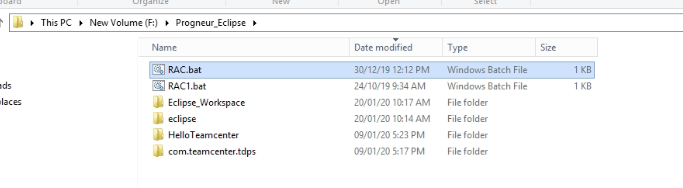 board
Organize
New
Open
Select
This PC
New Volume (F:)
Progneur_Eclipse
Name
Date modified
Type
Size
RAC.bat 30/12/19 12:12 PM Windows Batch File 1 KB
RAC1.bat 24/10/19 9:34 AM Windows Batch File 1 KB
Eclipse_Workspace 20/01/20 10:17 AM File folder
eclipse 20/01/20 10:14 AM File folder
HelloTeamcenter 09/01/20 5:23 PM File folder
com.teamcenter.tdps 09/01/20 5:17 PM File folder
ads
places